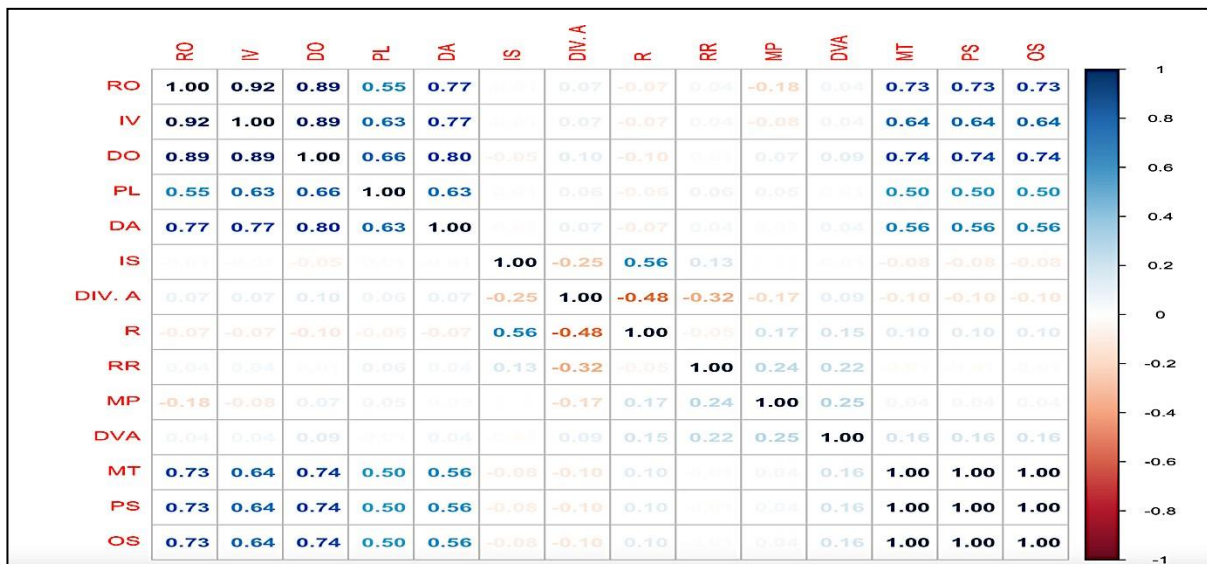 RO IV DO PL DA IS DIV. A R RR MP DVA MT PS OS
RO 1.00 0.92 0.89 0.55 0.77 0.07 -0.07 0.04 -0.18 0.04 0.73 0.73 0.73 1
IV 0.92 1.00 0.89 0.63 0.77 0.07 -0.07 0.04 -0.08 0.04 0.64 0.64 0.64 0.8
DO 0.89 0.89 1.00 0.66 0.80 -0.05 0.10 -0.10 0.07 0.09 0.74 0.74 0.74 0.6
PL 0.55 0.63 0.66 1.00 0.63 0.06 -0.06 0.06 0.05 0.50 0.50 0.50 0.4
DA 0.77 0.77 0.80 0.63 1.00 0.07 -0.07 0.04 0.04 0.56 0.56 0.56
IS -0.05 1.00 -0.25 0.56 0.13 -0.08 -0.08 -0.08 0.2
DIV. A 0.07 0.07 0.10 0.06 0.07 -0.25 1.00 -0.48 -0.32 -0.17 0.09 -0.10 -0.10 -0.10 0
R -0.07 -0.07 -0.10 -0.06 -0.07 0.56 -0.48 1.00 -0.05 0.17 0.15 0.10 0.10 0.10
RR 0.04 0.04 0.06 0.04 0.13 -0.32 -0.05 1.00 0.24 0.22 -0.2
MP -0.18 -0.08 0.07 0.05 -0.17 0.17 0.24 1.00 0.25 0.04 0.04 0.04 -0.4
DVA 0.04 0.04 0.09 0.04 0.09 0.15 0.22 0.25 1.00 0.16 0.16 0.16
MT 0.73 0.64 0.74 0.50 0.56 -0.08 -0.10 0.10 0.04 0.16 1.00 1.00 1.00 -0.6
PS 0.73 0.64 0.74 0.50 0.56 -0.08 -0.10 0.10 0.04 0.16 1.00 1.00 1.00 -0.8
OS 0.73 0.64 0.74 0.50 0.56 -0.08 -0.10 0.10 0.04 0.16 1.00 1.00 1.00 -1